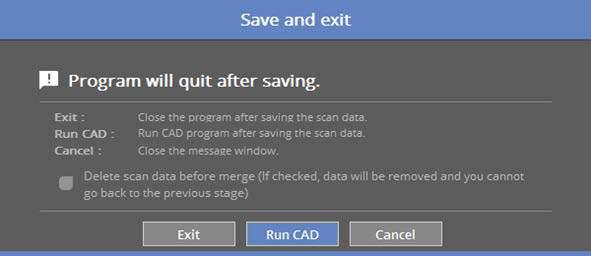 Save and exit
Program will quit after saving.
Exit : Close the program after saving the scan data.
Run CAD : Run CAD program after saving the scan data.
Cancel : Close the message window.
Delete scan data before merge (If checked, data will be removed and you cannot
go back to the previous stage)
Exit Run CAD Cancel